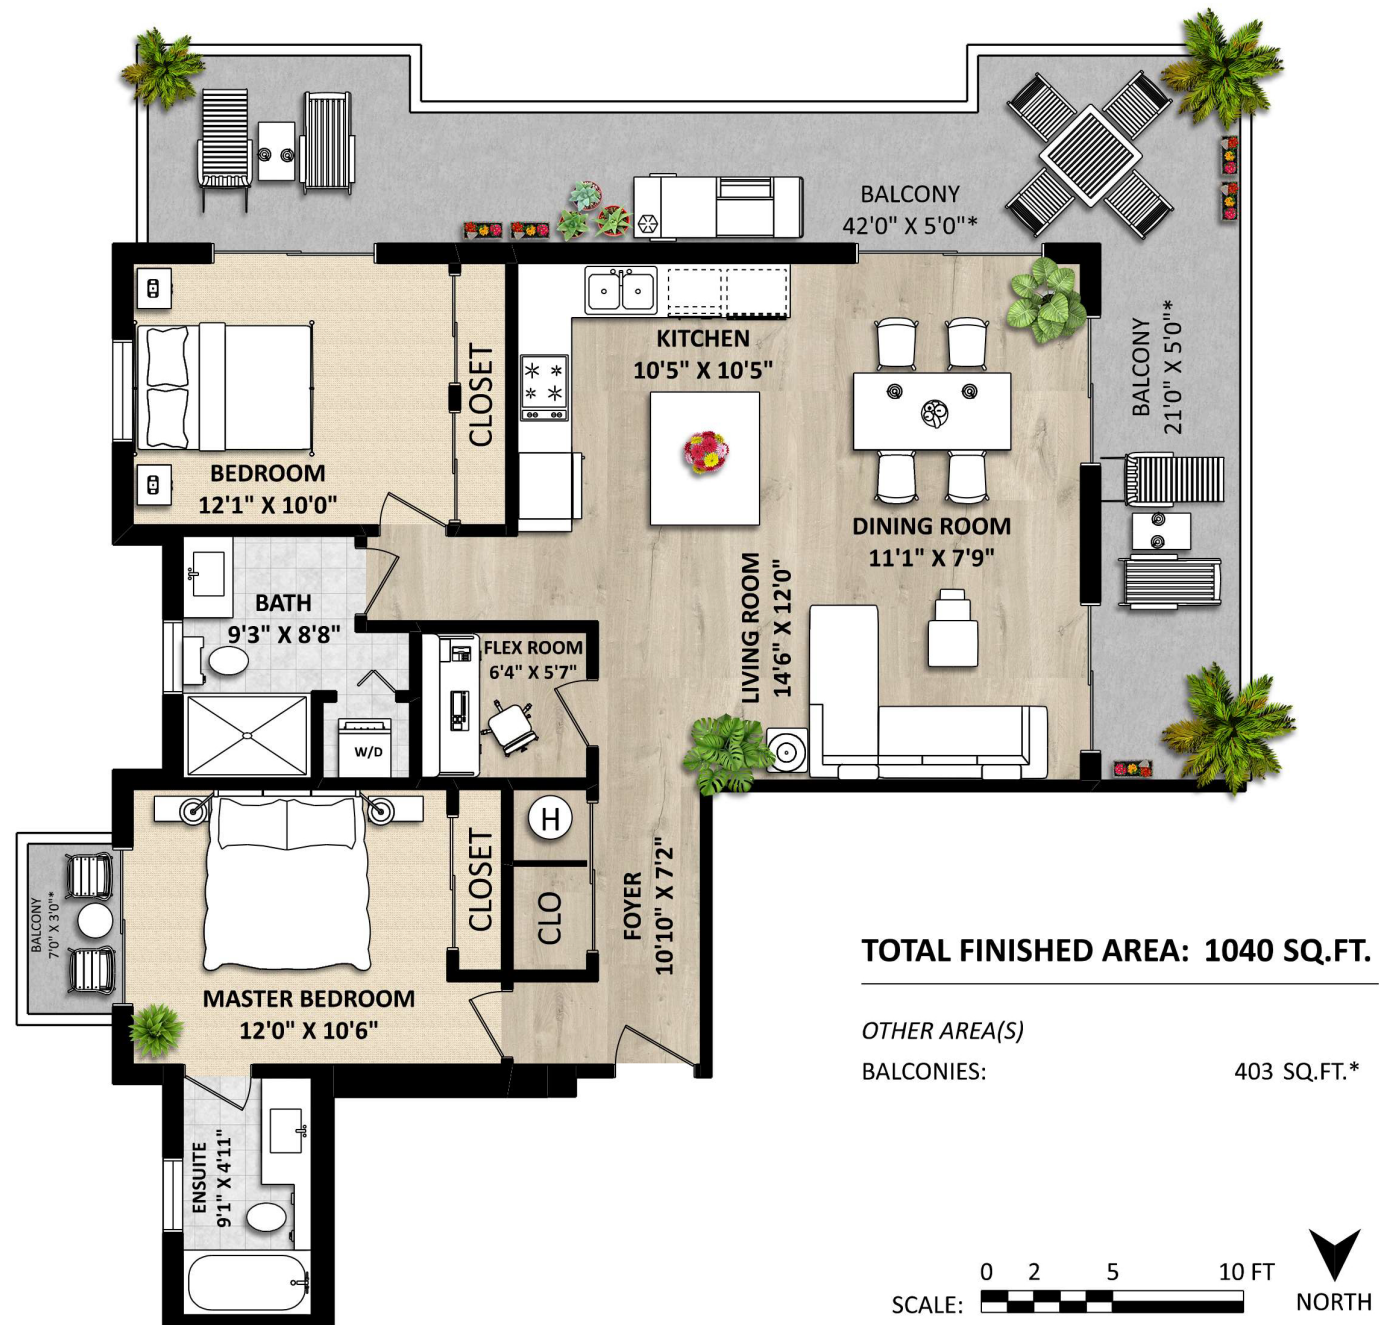 BALCONY
42'0" X 5'0"*
KITCHEN
10'5" X 10'5"
CLOSET
BALCONY
21'0" X 5'0"*
BEDROOM
12'1" X 10'0"
DINING ROOM
11'1" X 7'9"
BATH
9'3" X 8'8"
FLEX ROOM
6'4" X 5'7"
LIVING ROOM
14'6" X 12'0"
W/D
H
CLOSET
CLO
FOYER
10'10" X 7'2"
BALCONY
7'0" X 3'0"*
MASTER BEDROOM
12'0" X 10'6"
ENSUITE
9'1" X 4'11"
TOTAL FINISHED AREA: 1040 SQ.FT.
OTHER AREA(S)
BALCONIES: 403 SQ.FT.*
0 2 5 10 FT
SCALE:
NORTH